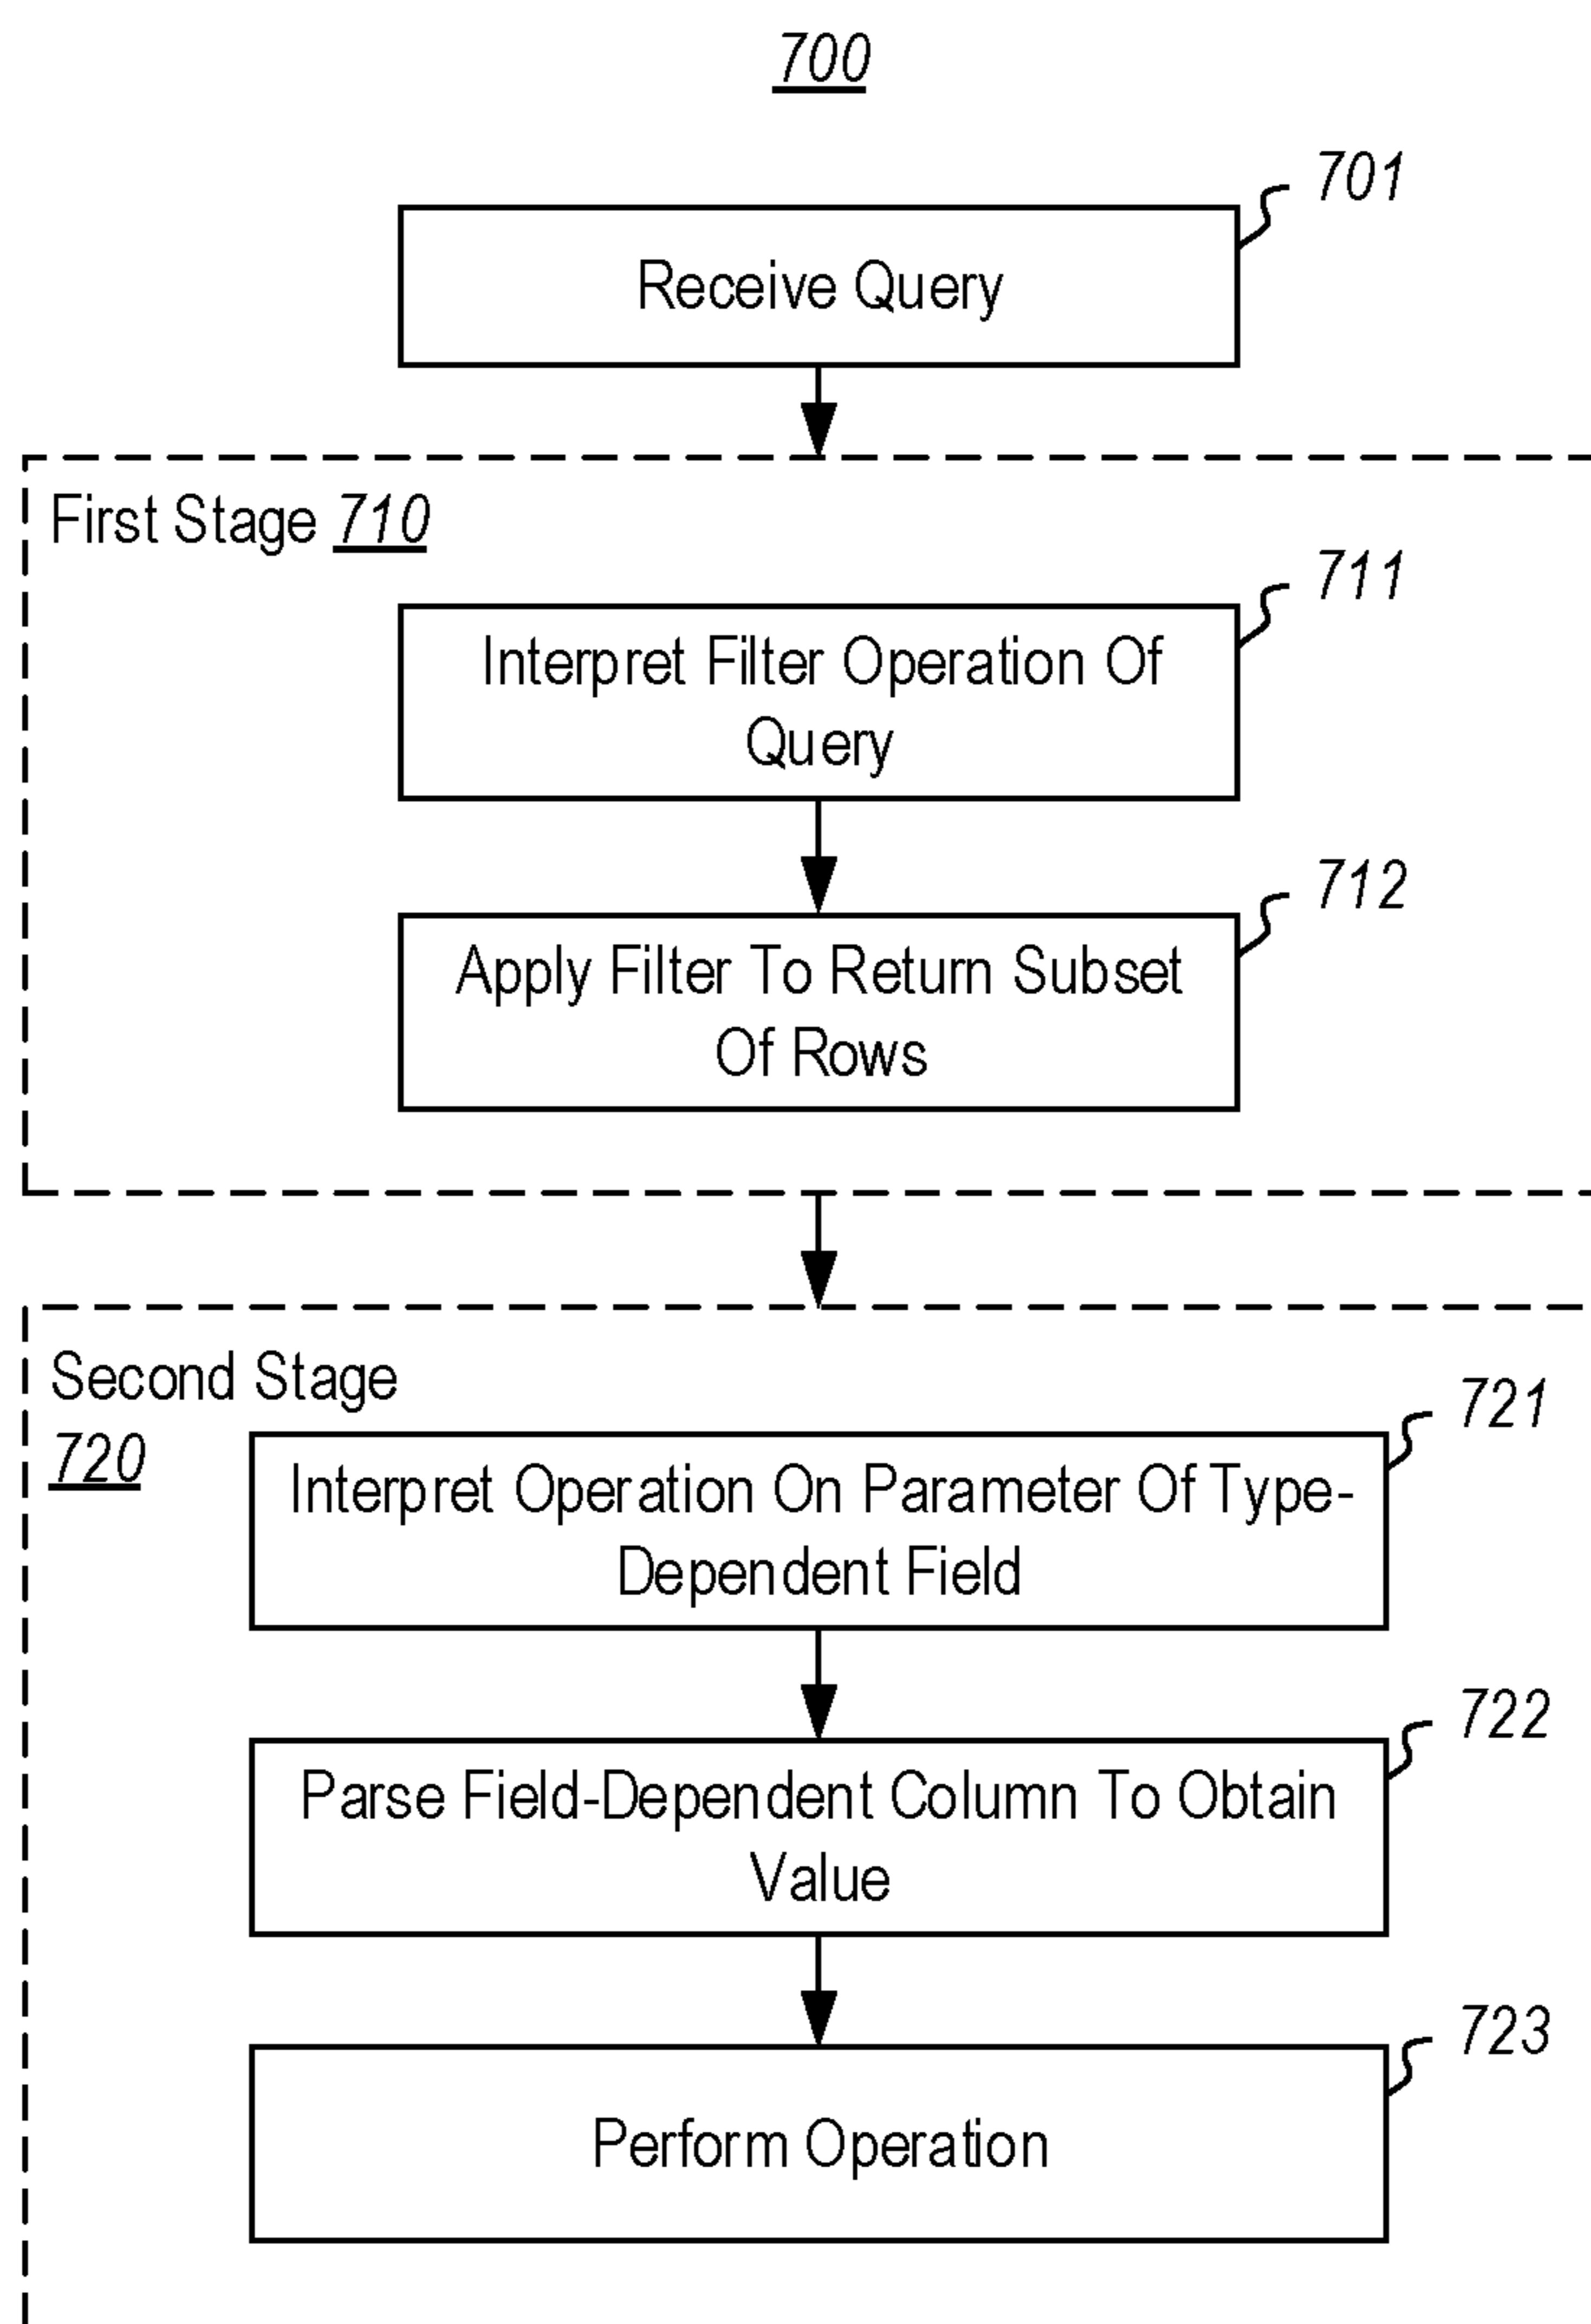 700
701
Receive Query
First Stage 710
711
Interpret Filter Operation Of
Query
712
Apply Filter To Return Subset
Of Rows
Second Stage
720
721
Interpret Operation On Parameter Of Type-
Dependent Field
722
Parse Field-Dependent Column To Obtain
Value
723
Perform Operation